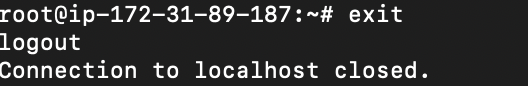 root@ip-172-31-89-187:~# exit
logout
Connection to localhost closed.